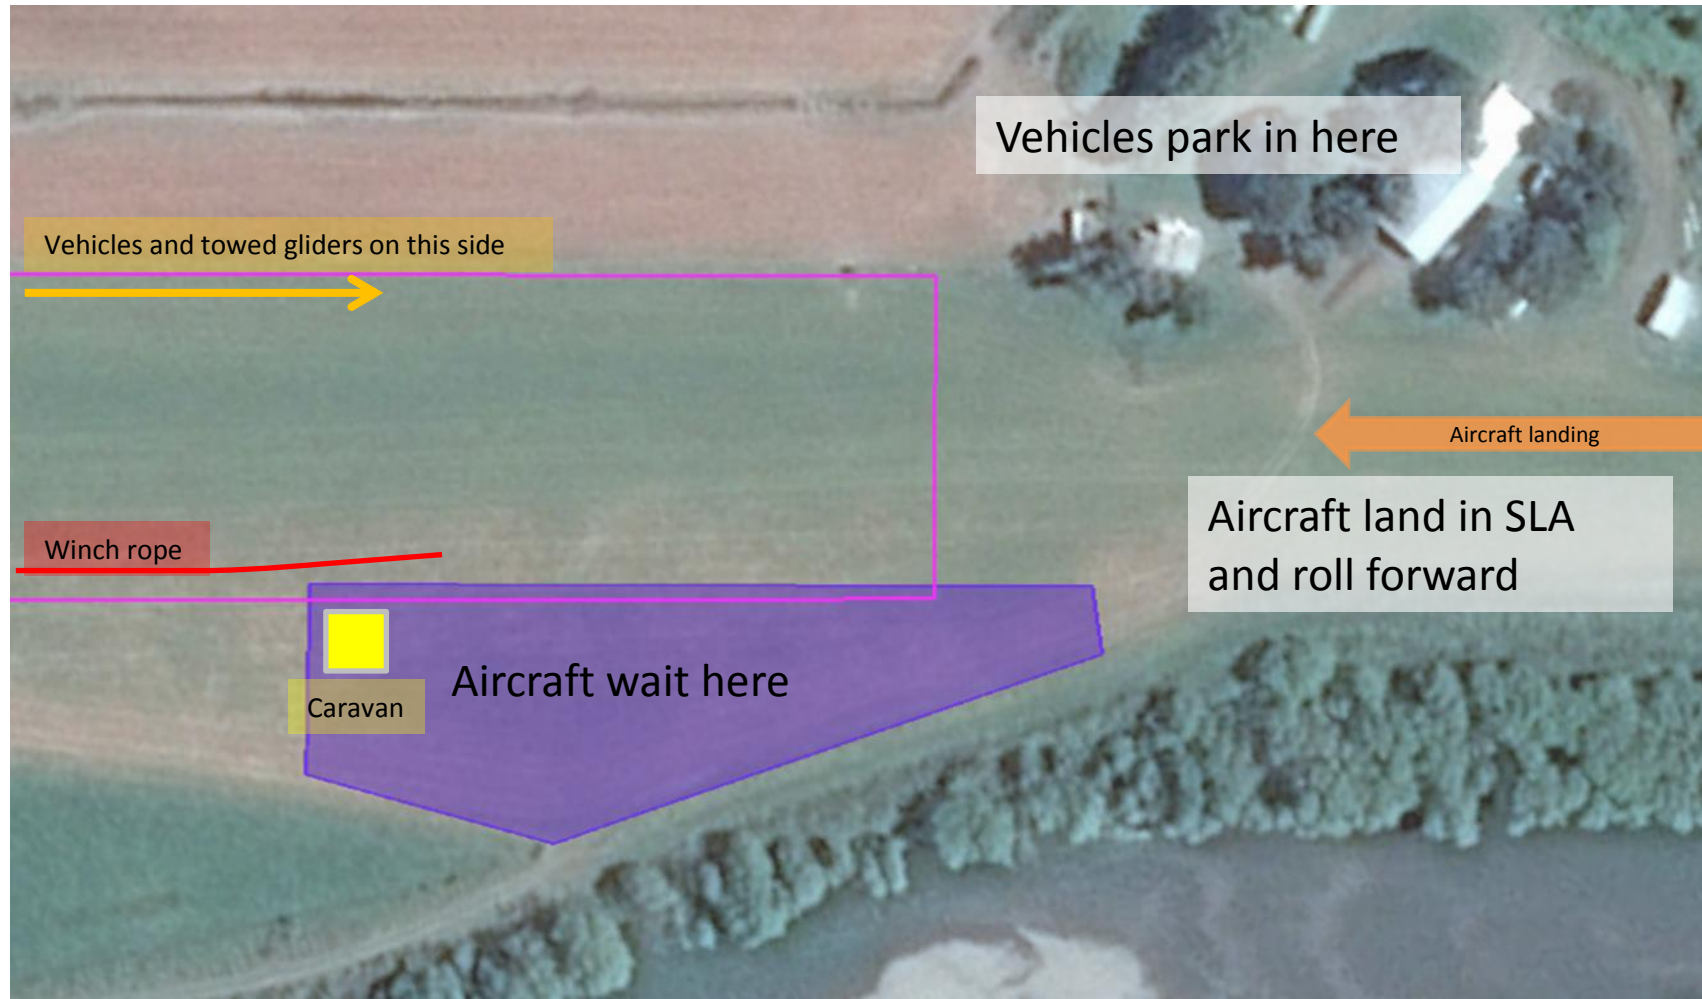 Vehicles park in here
Vehicles and towed gliders on this side
Aircraft landing
Aircraft land in SLA
and roll forward
Winch rope
Aircraft wait here
Caravan